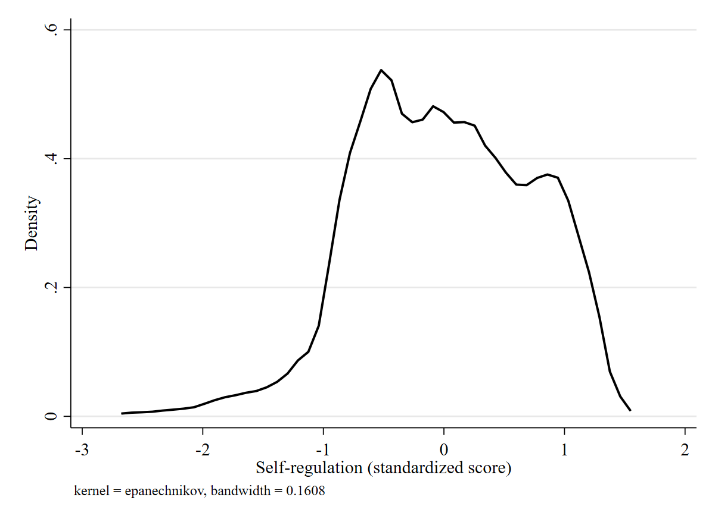 Density
.6
.4
.2
0
-3 -2 -1 0 1 2
Self-regulation (standardized score)
kernel = epanechnikov, bandwidth = 0.1608